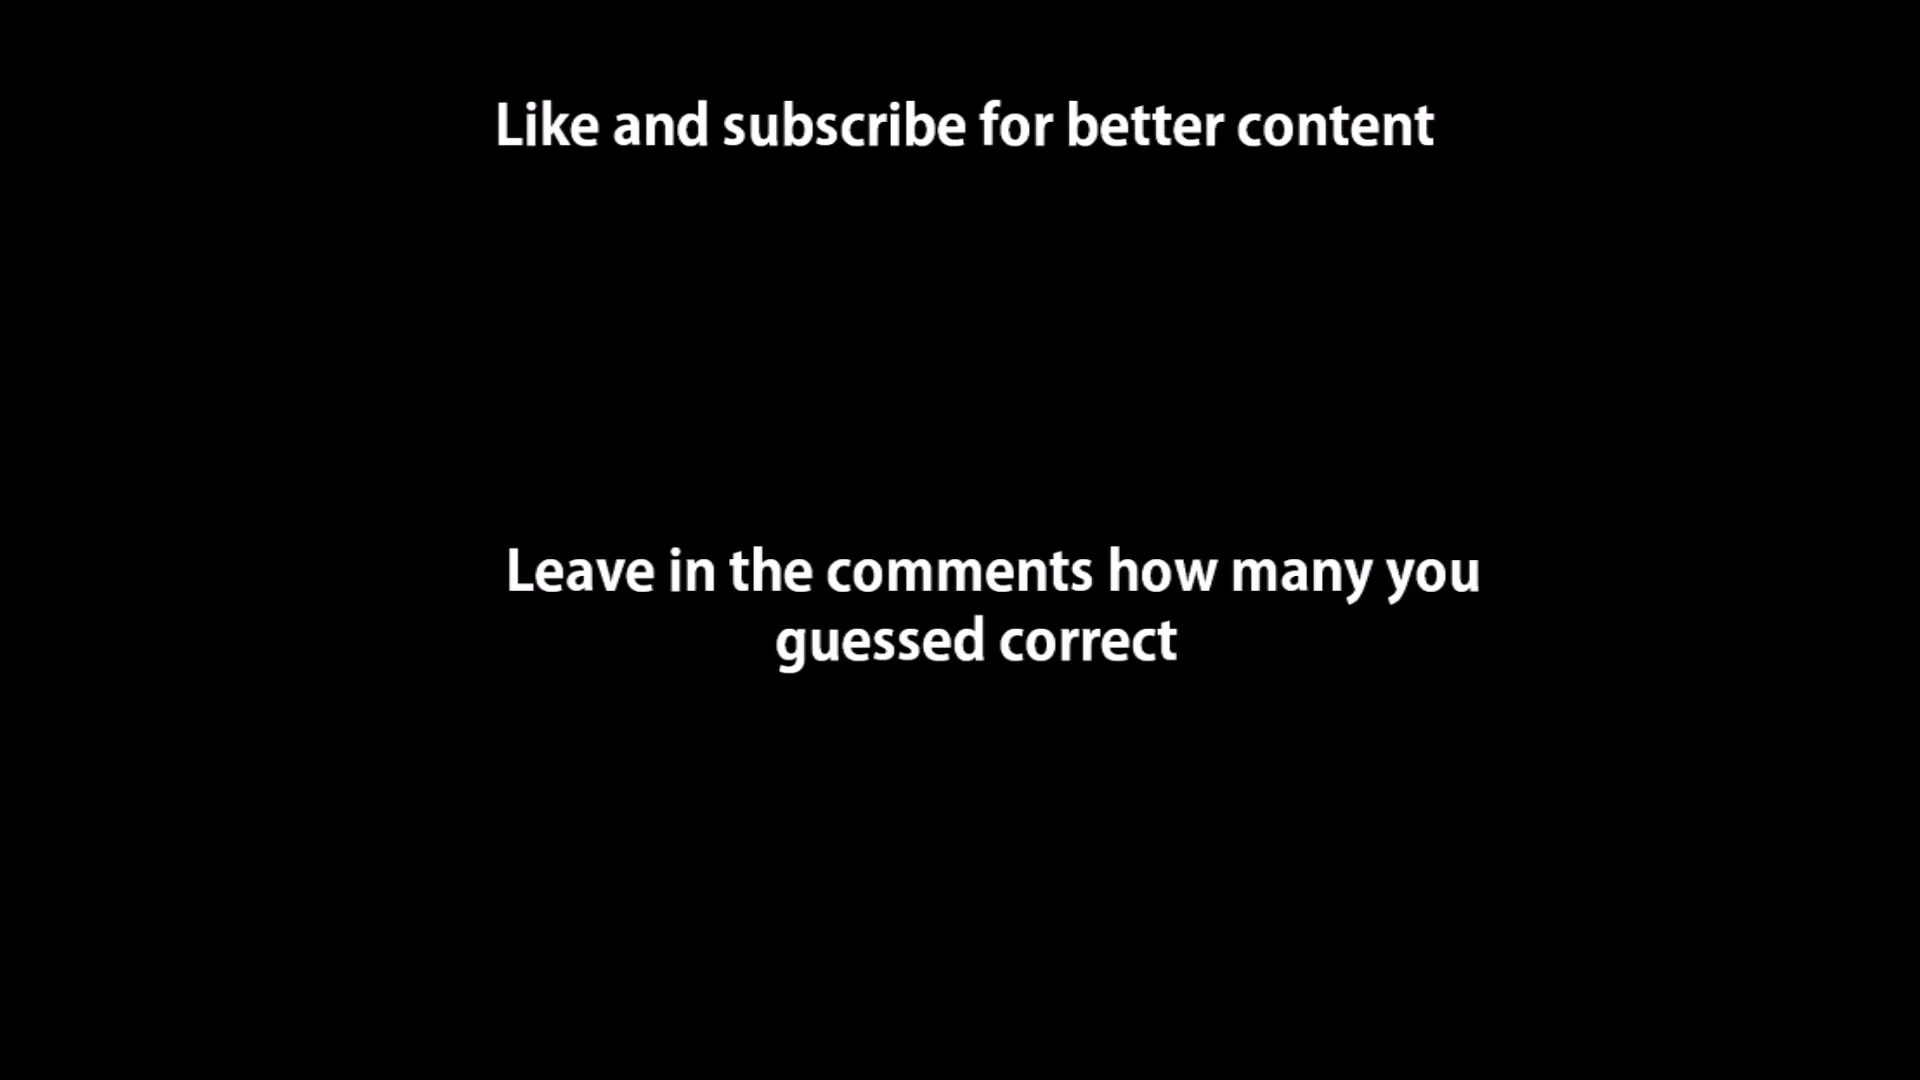 Like and subscribe for better content
Leave in the comments how many you
guessed correct